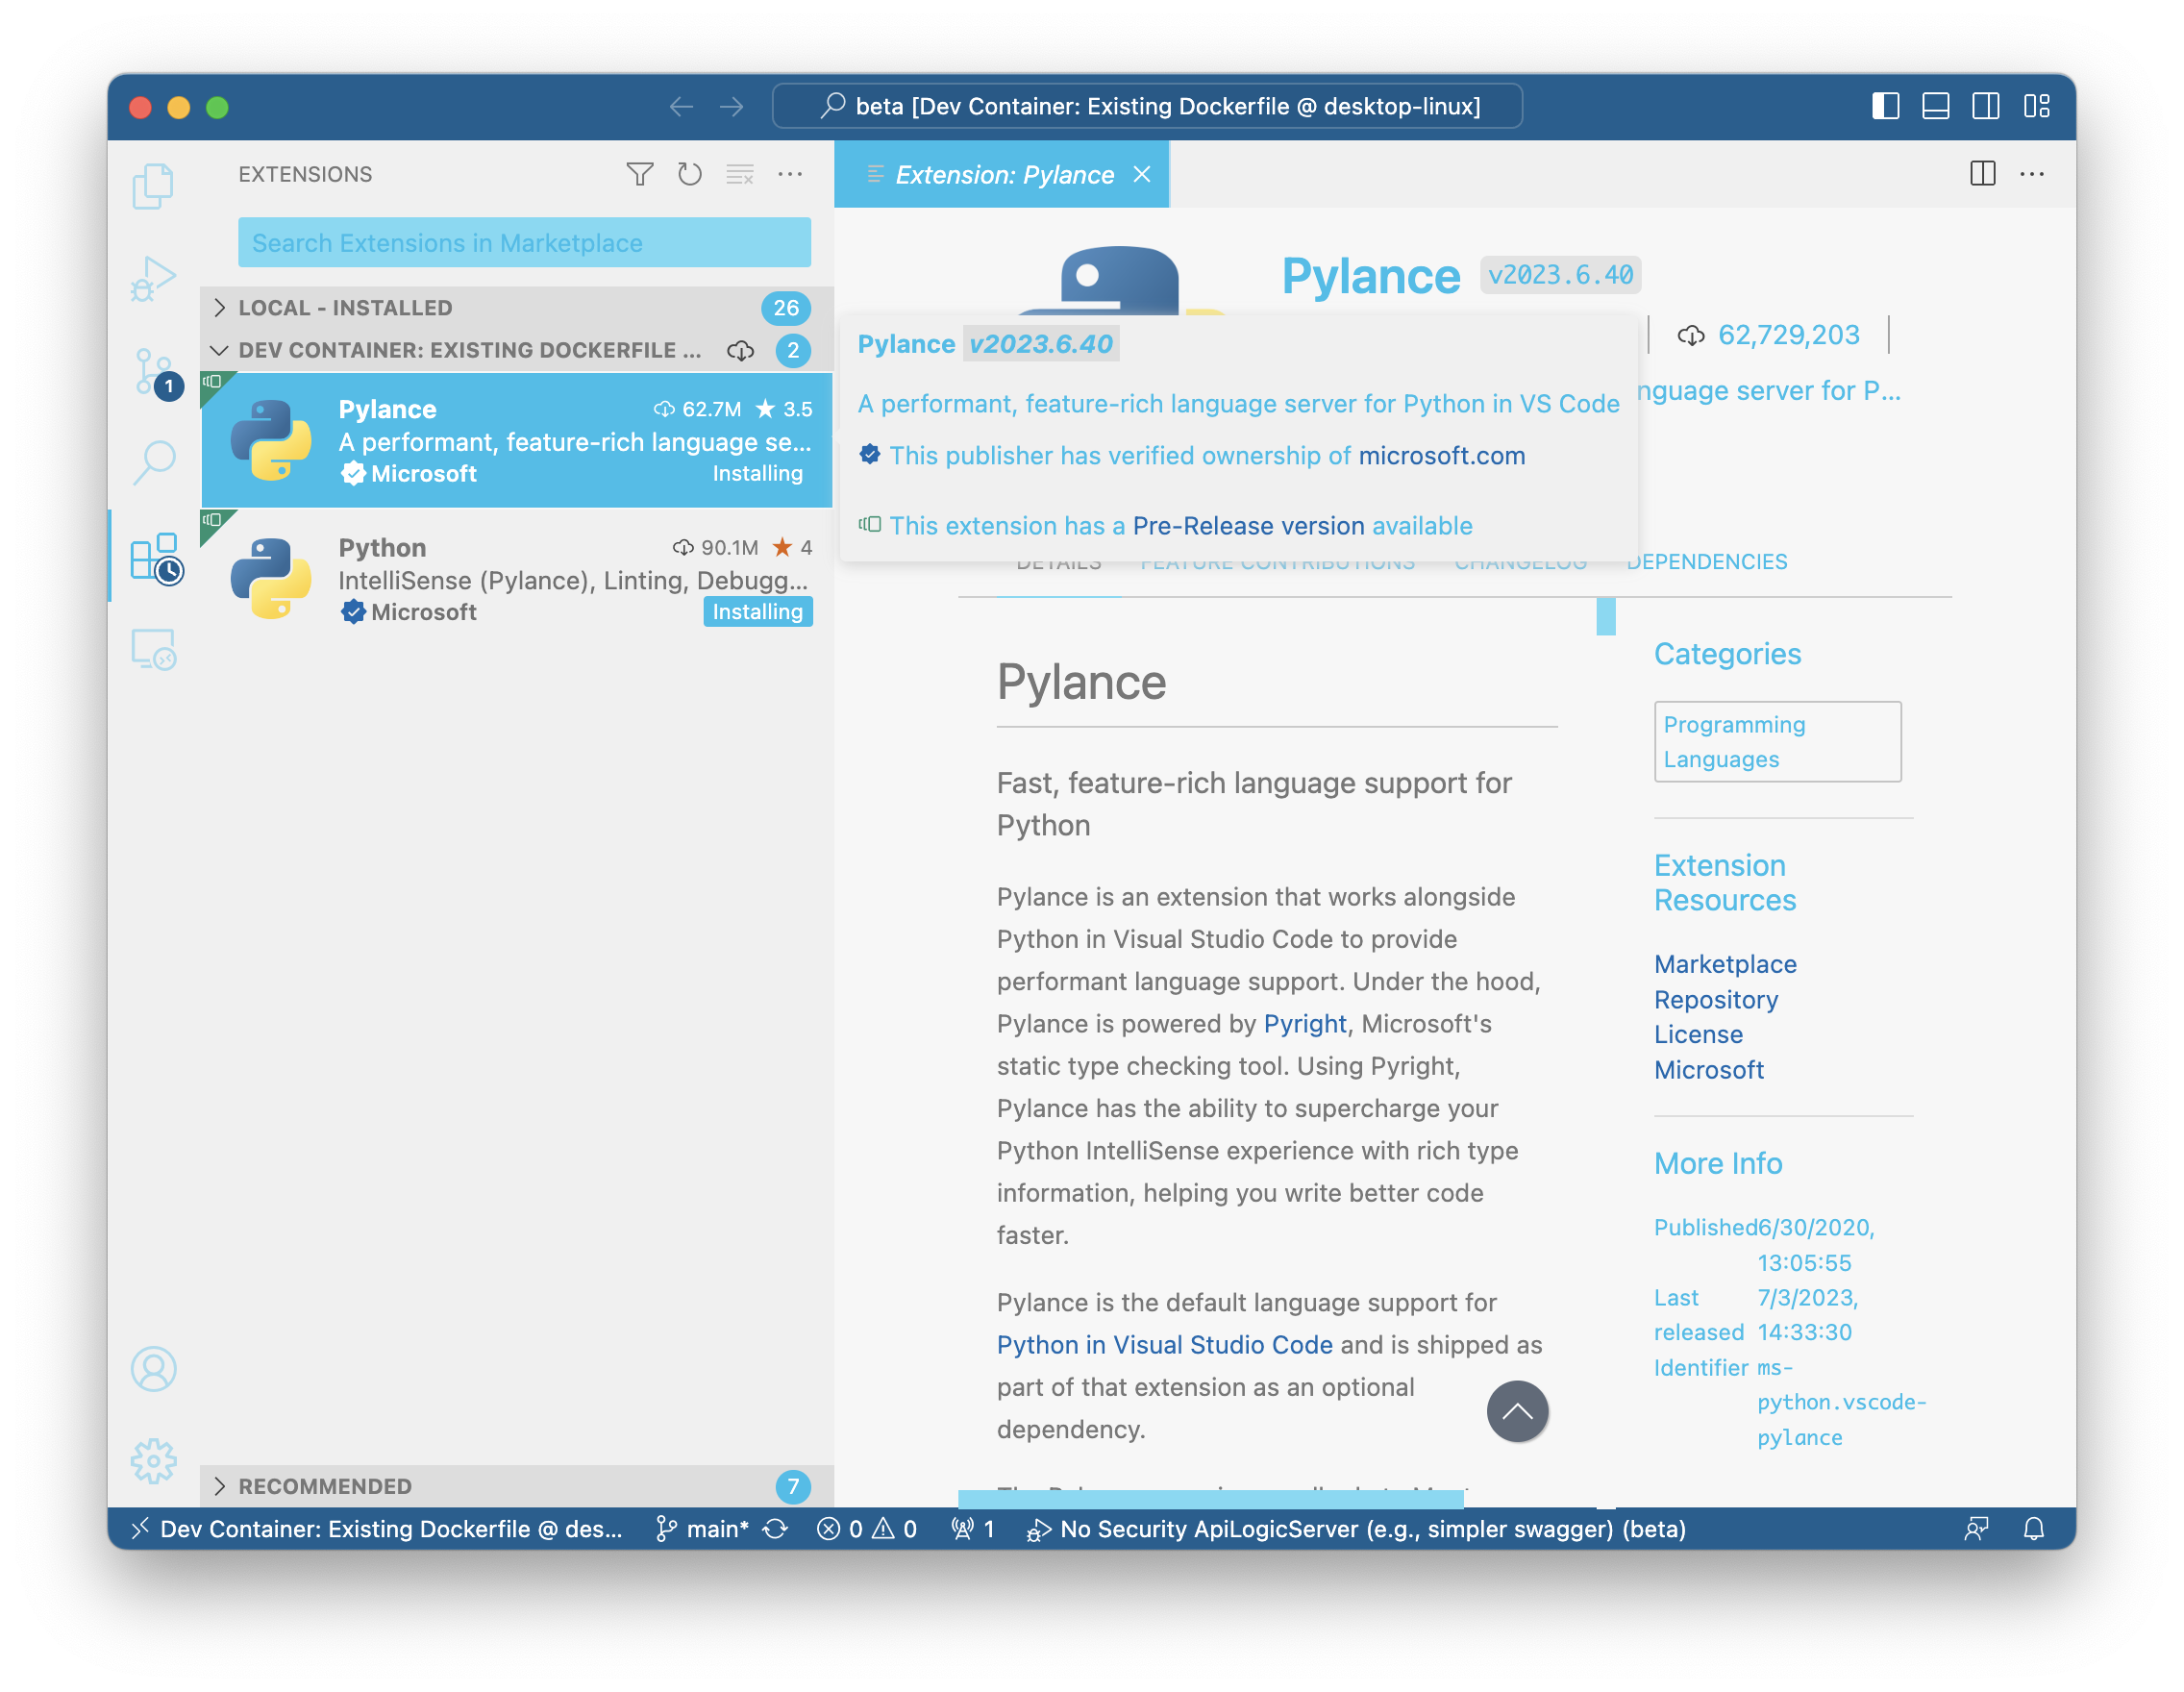 beta [Dev Container: Existing Dockerfile @ desktop-linux]
EXTENSIONS
Search Extensions in Marketplace
LOCAL - INSTALLED 26
DEV CONTAINER: EXISTING DOCKERFILE ... 2
1
Pylance 62.7M ★ 3.5
A performant, feature-rich language se...
Microsoft Installing
Python 90.1M ★ 4
IntelliSense (Pylance), Linting, Debugg...
Microsoft Installing
RECOMMENDED 7
Extension: Pylance
Pylance v2023.6.40
62,729,203
nguage server for P...
Pylance v2023.6.40
A performant, feature-rich language server for Python in VS Code
This publisher has verified ownership of microsoft.com
This extension has a Pre-Release version available
DETAILS FEATURE CONTRIBUTIONS CHANGELOG DEPENDENCIES
Pylance
Fast, feature-rich language support for
Python
Pylance is an extension that works alongside
Python in Visual Studio Code to provide
performant language support. Under the hood,
Pylance is powered by Pyright, Microsoft's
static type checking tool. Using Pyright,
Pylance has the ability to supercharge your
Python IntelliSense experience with rich type
information, helping you write better code
faster.
Pylance is the default language support for
Python in Visual Studio Code and is shipped as
part of that extension as an optional
dependency.
Categories
Programming
Languages
Extension
Resources
Marketplace
Repository
License
Microsoft
More Info
Published 6/30/2020,
13:05:55
Last 7/3/2023,
released 14:33:30
Identifier ms-
python.vscode-
pylance
Dev Container: Existing Dockerfile @ des... main* 0 0 1 No Security ApiLogicServer (e.g., simpler swagger) (beta)